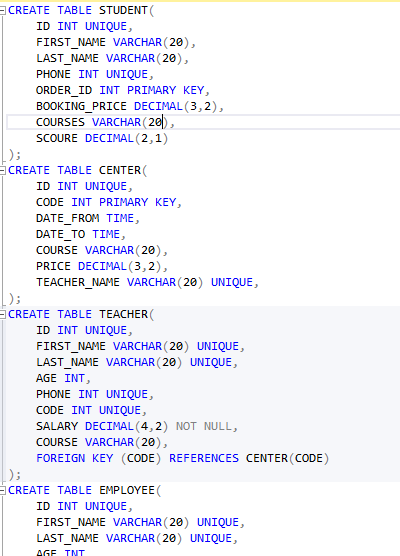 CREATE TABLE STUDENT(
ID INT UNIQUE,
FIRST_NAME VARCHAR(20),
LAST_NAME VARCHAR(20),
PHONE INT UNIQUE,
ORDER_ID INT PRIMARY KEY,
BOOKING_PRICE DECIMAL(3,2),
COURSES VARCHAR(20),
SCOURE DECIMAL(2,1)
);
CREATE TABLE CENTER(
ID INT UNIQUE,
CODE INT PRIMARY KEY,
DATE_FROM TIME,
DATE_TO TIME,
COURSE VARCHAR(20),
PRICE DECIMAL(3,2),
TEACHER_NAME VARCHAR(20) UNIQUE,
);
CREATE TABLE TEACHER(
ID INT UNIQUE,
FIRST_NAME VARCHAR(20) UNIQUE,
LAST_NAME VARCHAR(20) UNIQUE,
AGE INT,
PHONE INT UNIQUE,
CODE INT UNIQUE,
SALARY DECIMAL(4,2) NOT NULL,
COURSE VARCHAR(20),
FOREIGN KEY (CODE) REFERENCES CENTER(CODE)
);
CREATE TABLE EMPLOYEE(
ID INT UNIQUE,
FIRST_NAME VARCHAR(20) UNIQUE,
LAST_NAME VARCHAR(20) UNIQUE,
AGE INT